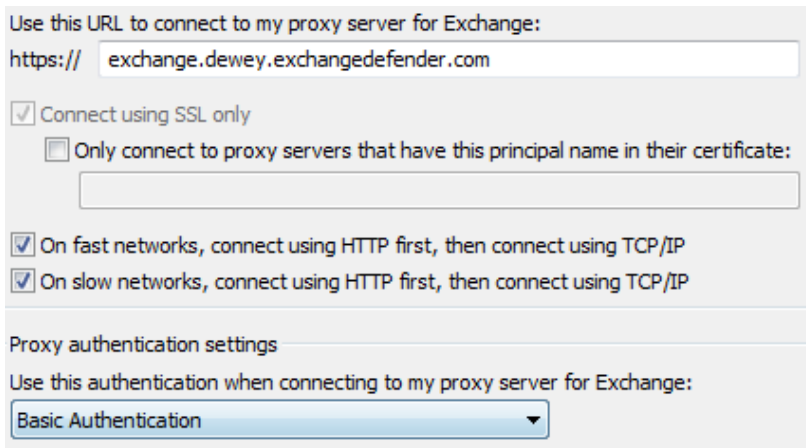 Use this URL to connect to my proxy server for Exchange:
https:// exchange.dewey.exchangedefender.com
Connect using SSL only
Only connect to proxy servers that have this principal name in their certificate:
On fast networks, connect using HTTP first, then connect using TCP/IP
On slow networks, connect using HTTP first, then connect using TCP/IP
Proxy authentication settings
Use this authentication when connecting to my proxy server for Exchange:
Basic Authentication